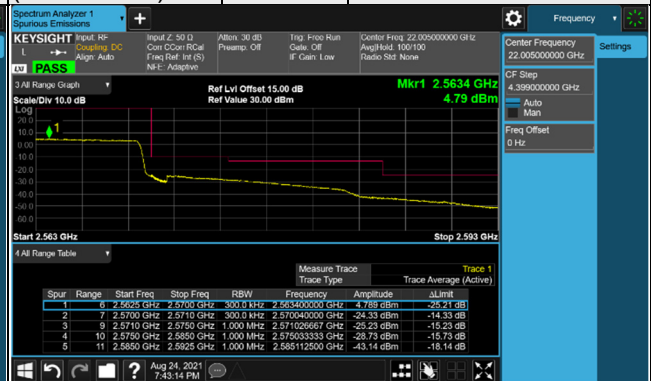 Spectrum Analyzer 1
Spurious Emissions
Frequency
KEYSIGHT Input: RF Input Z: 50 Ω Atten: 30 dB Trig: Free Run Center Freq: 22.005000000 GHz
L Coupling: DC Corr CCorr RCal Preamp: Off Gate: Off Avg|Hold: 100/100
Align: Auto Freq Ref: Int (S) IF Gain: Low Radio Std: None
LXI PASS NFE: Adaptive
Center Frequency
22.005000000 GHz
Settings
CF Step
4.399000000 GHz
Auto
Man
Freq Offset
0 Hz
3 All Range Graph
Ref Lvl Offset 15.00 dB
Mkr1 2.5634 GHz
Scale/Div 10.0 dB
Ref Value 30.00 dBm
4.79 dBm
Log
20.0
10.0
1
0.00
-10.0
-20.0
-30.0
-40.0
-50.0
-60.0
Start 2.563 GHz
Stop 2.593 GHz
4 All Range Table
Measure Trace Trace 1
Trace Type Trace Average (Active)
Spur Range Start Freq Stop Freq RBW Frequency Amplitude ΔLimit
1 6 2.5625 GHz 2.5700 GHz 300.0 kHz 2.563400000 GHz 4.789 dBm -25.21 dB
2 7 2.5700 GHz 2.5710 GHz 300.0 kHz 2.570040000 GHz -24.33 dBm -14.33 dB
3 9 2.5710 GHz 2.5750 GHz 1.000 MHz 2.571026667 GHz -25.23 dBm -15.23 dB
4 10 2.5750 GHz 2.5850 GHz 1.000 MHz 2.575033333 GHz -28.73 dBm -15.73 dB
5 11 2.5850 GHz 2.5925 GHz 1.000 MHz 2.585112500 GHz -43.14 dBm -18.14 dB
Aug 24, 2021
7:43:14 PM